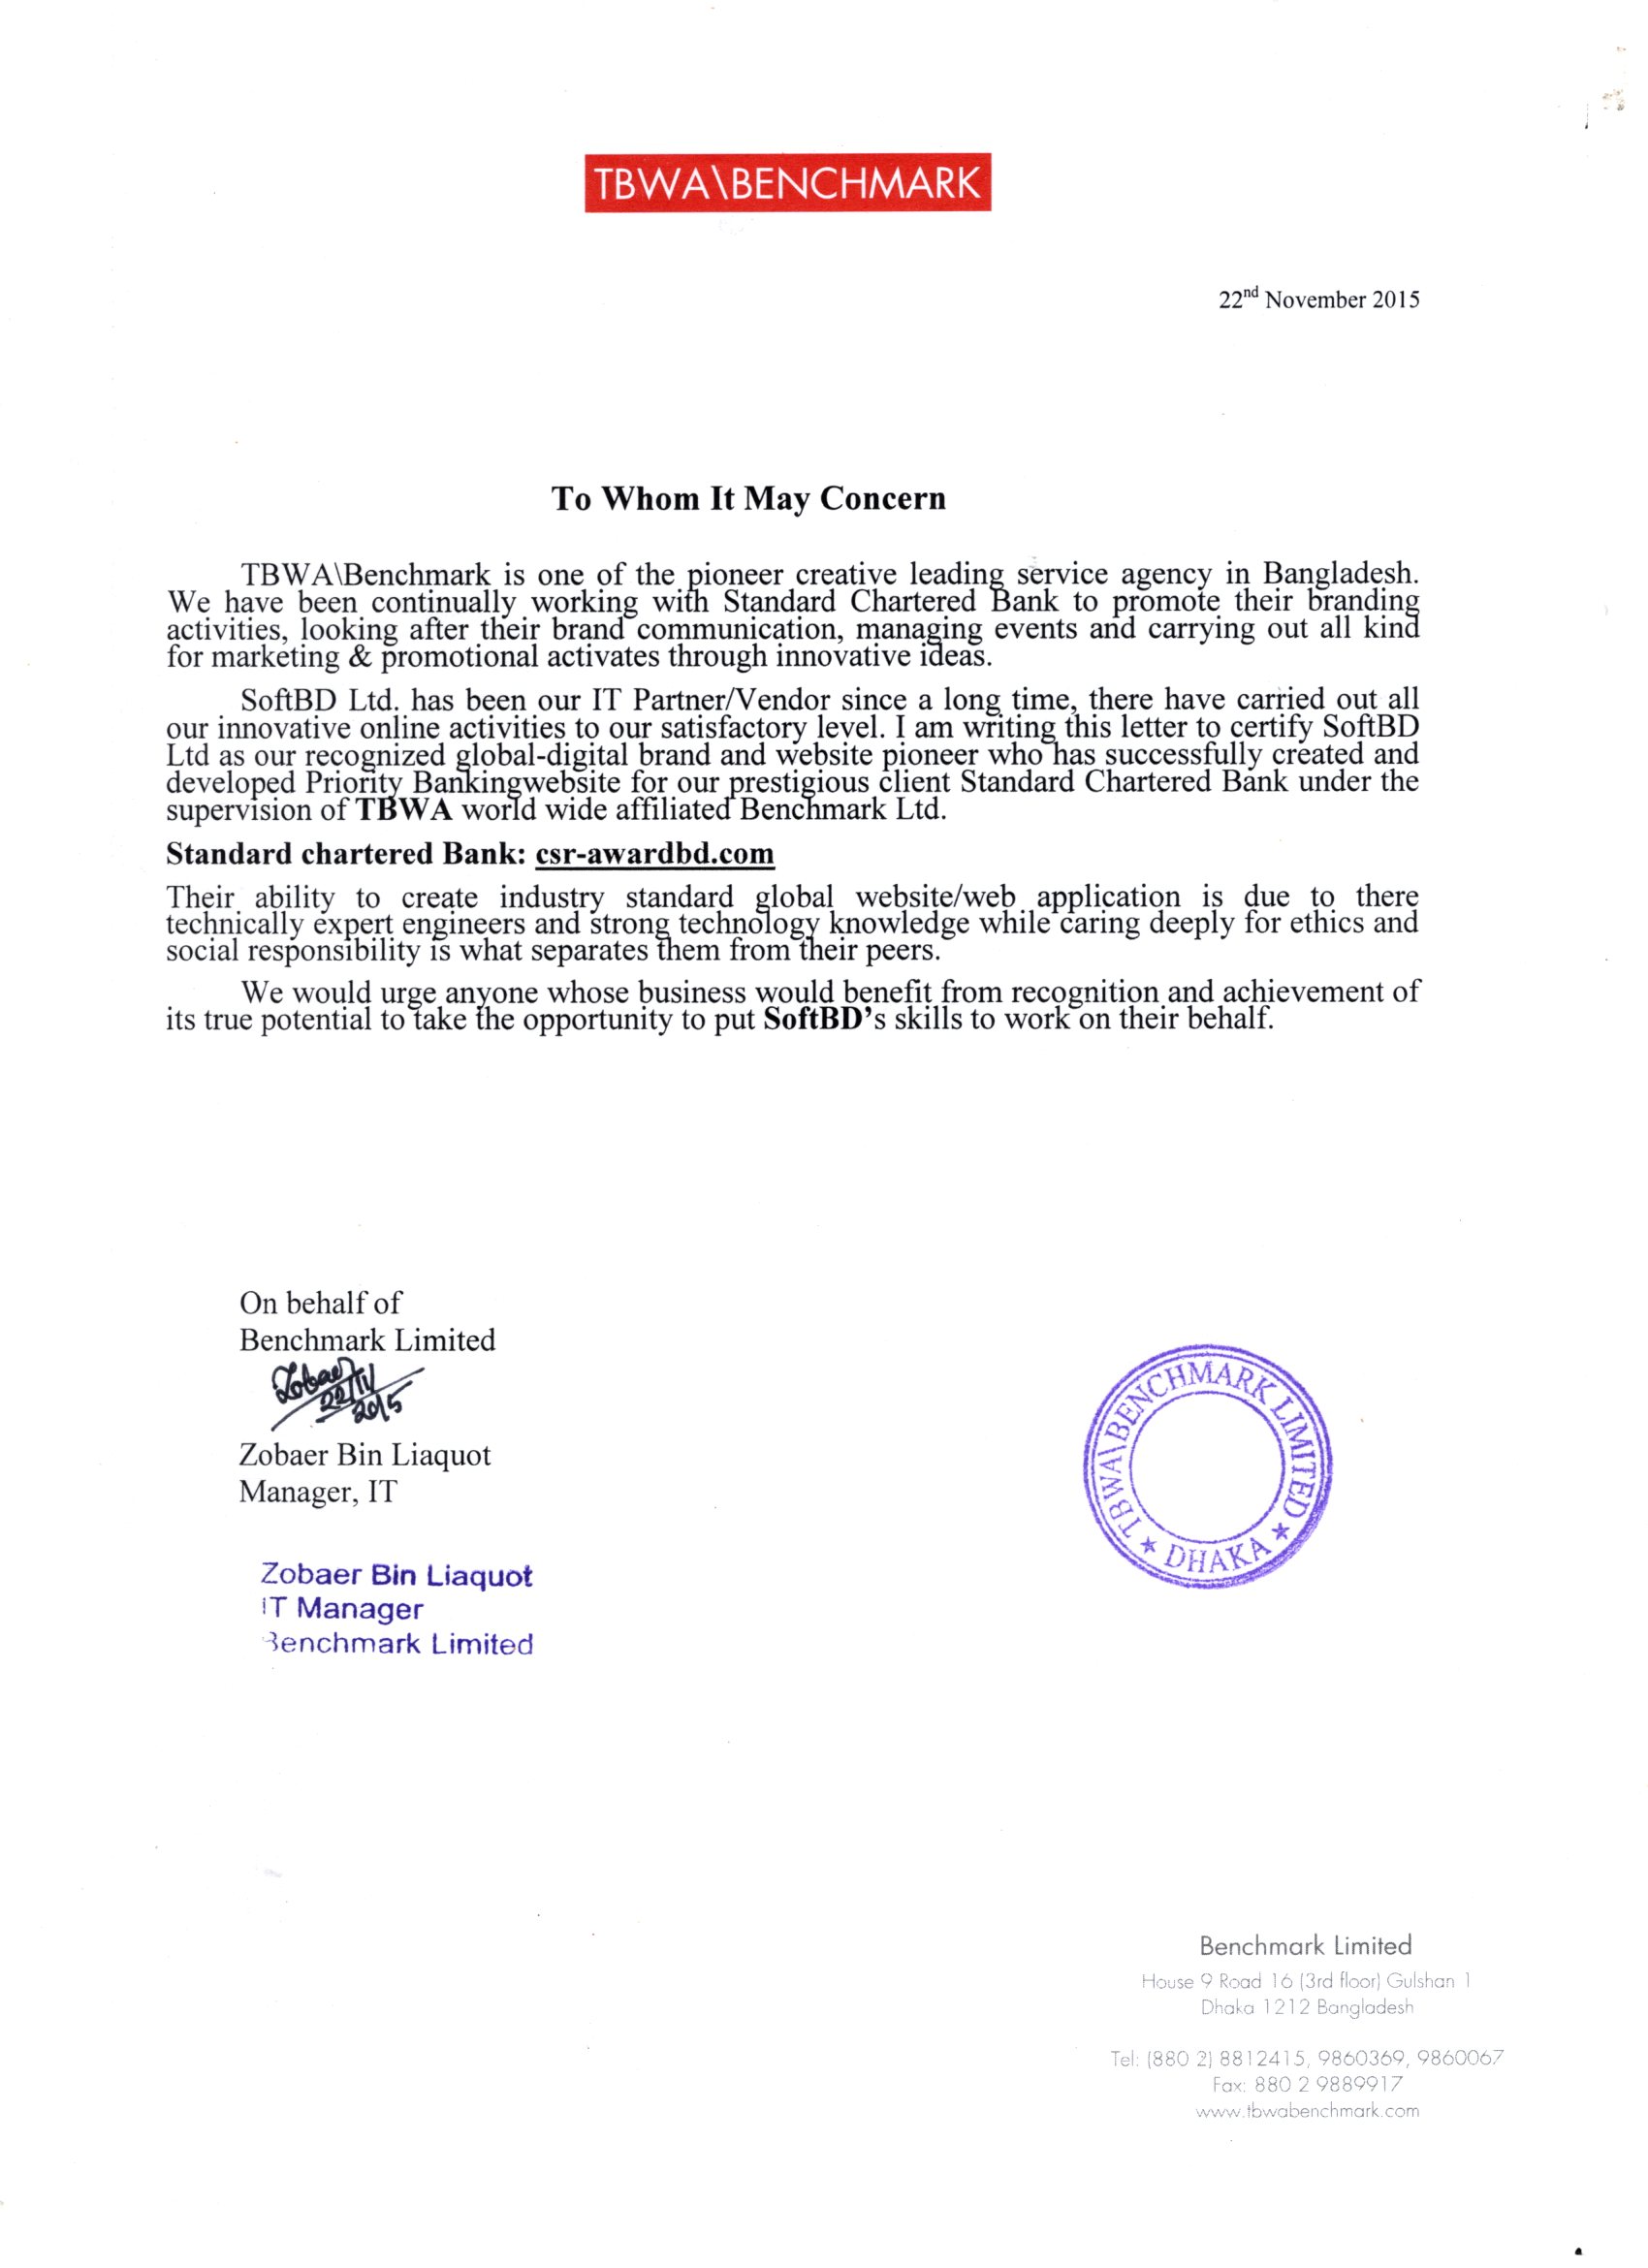 TBWA\BENCHMARK
22nd November 2015
To Whom It May Concern
TBWA\Benchmark is one of the pioneer creative leading service agency in Bangladesh.
We have been continually working with Standard Chartered Bank to promote their branding
activities, looking after their brand communication, managing events and carrying out all kind
for marketing & promotional activates through innovative ideas.
SoftBD Ltd. has been our IT Partner/Vendor since a long time, there have carried out all
our innovative online activities to our satisfactory level. I am writing this letter to certify SoftBD
Ltd as our recognized global-digital brand and website pioneer who has successfully created and
developed Priority Bankingwebsite for our prestigious client Standard Chartered Bank under the
supervision of TBWA world wide affiliated Benchmark Ltd.
Standard chartered Bank: csr-awardbd.com
Their ability to create industry standard global website/web application is due to there
technically expert engineers and strong technology knowledge while caring deeply for ethics and
social responsibility is what separates them from their peers.
We would urge anyone whose business would benefit from recognition and achievement of
its true potential to take the opportunity to put SoftBD's skills to work on their behalf.
On behalf of
Benchmark Limited
Zobaer
22/11/
2015
Zobaer Bin Liaquot
Manager, IT
Zobaer Bin Liaquot
IT Manager
Benchmark Limited
TBWA\BENCHMARK LIMITED
★ DHAKA ★
Benchmark Limited
House 9 Road 16 (3rd floor) Gulshan 1
Dhaka 1212 Bangladesh
Tel: (880 2) 8812415, 9860369, 9860067
Fax: 880 2 9889917
www.tbwabenchmark.com